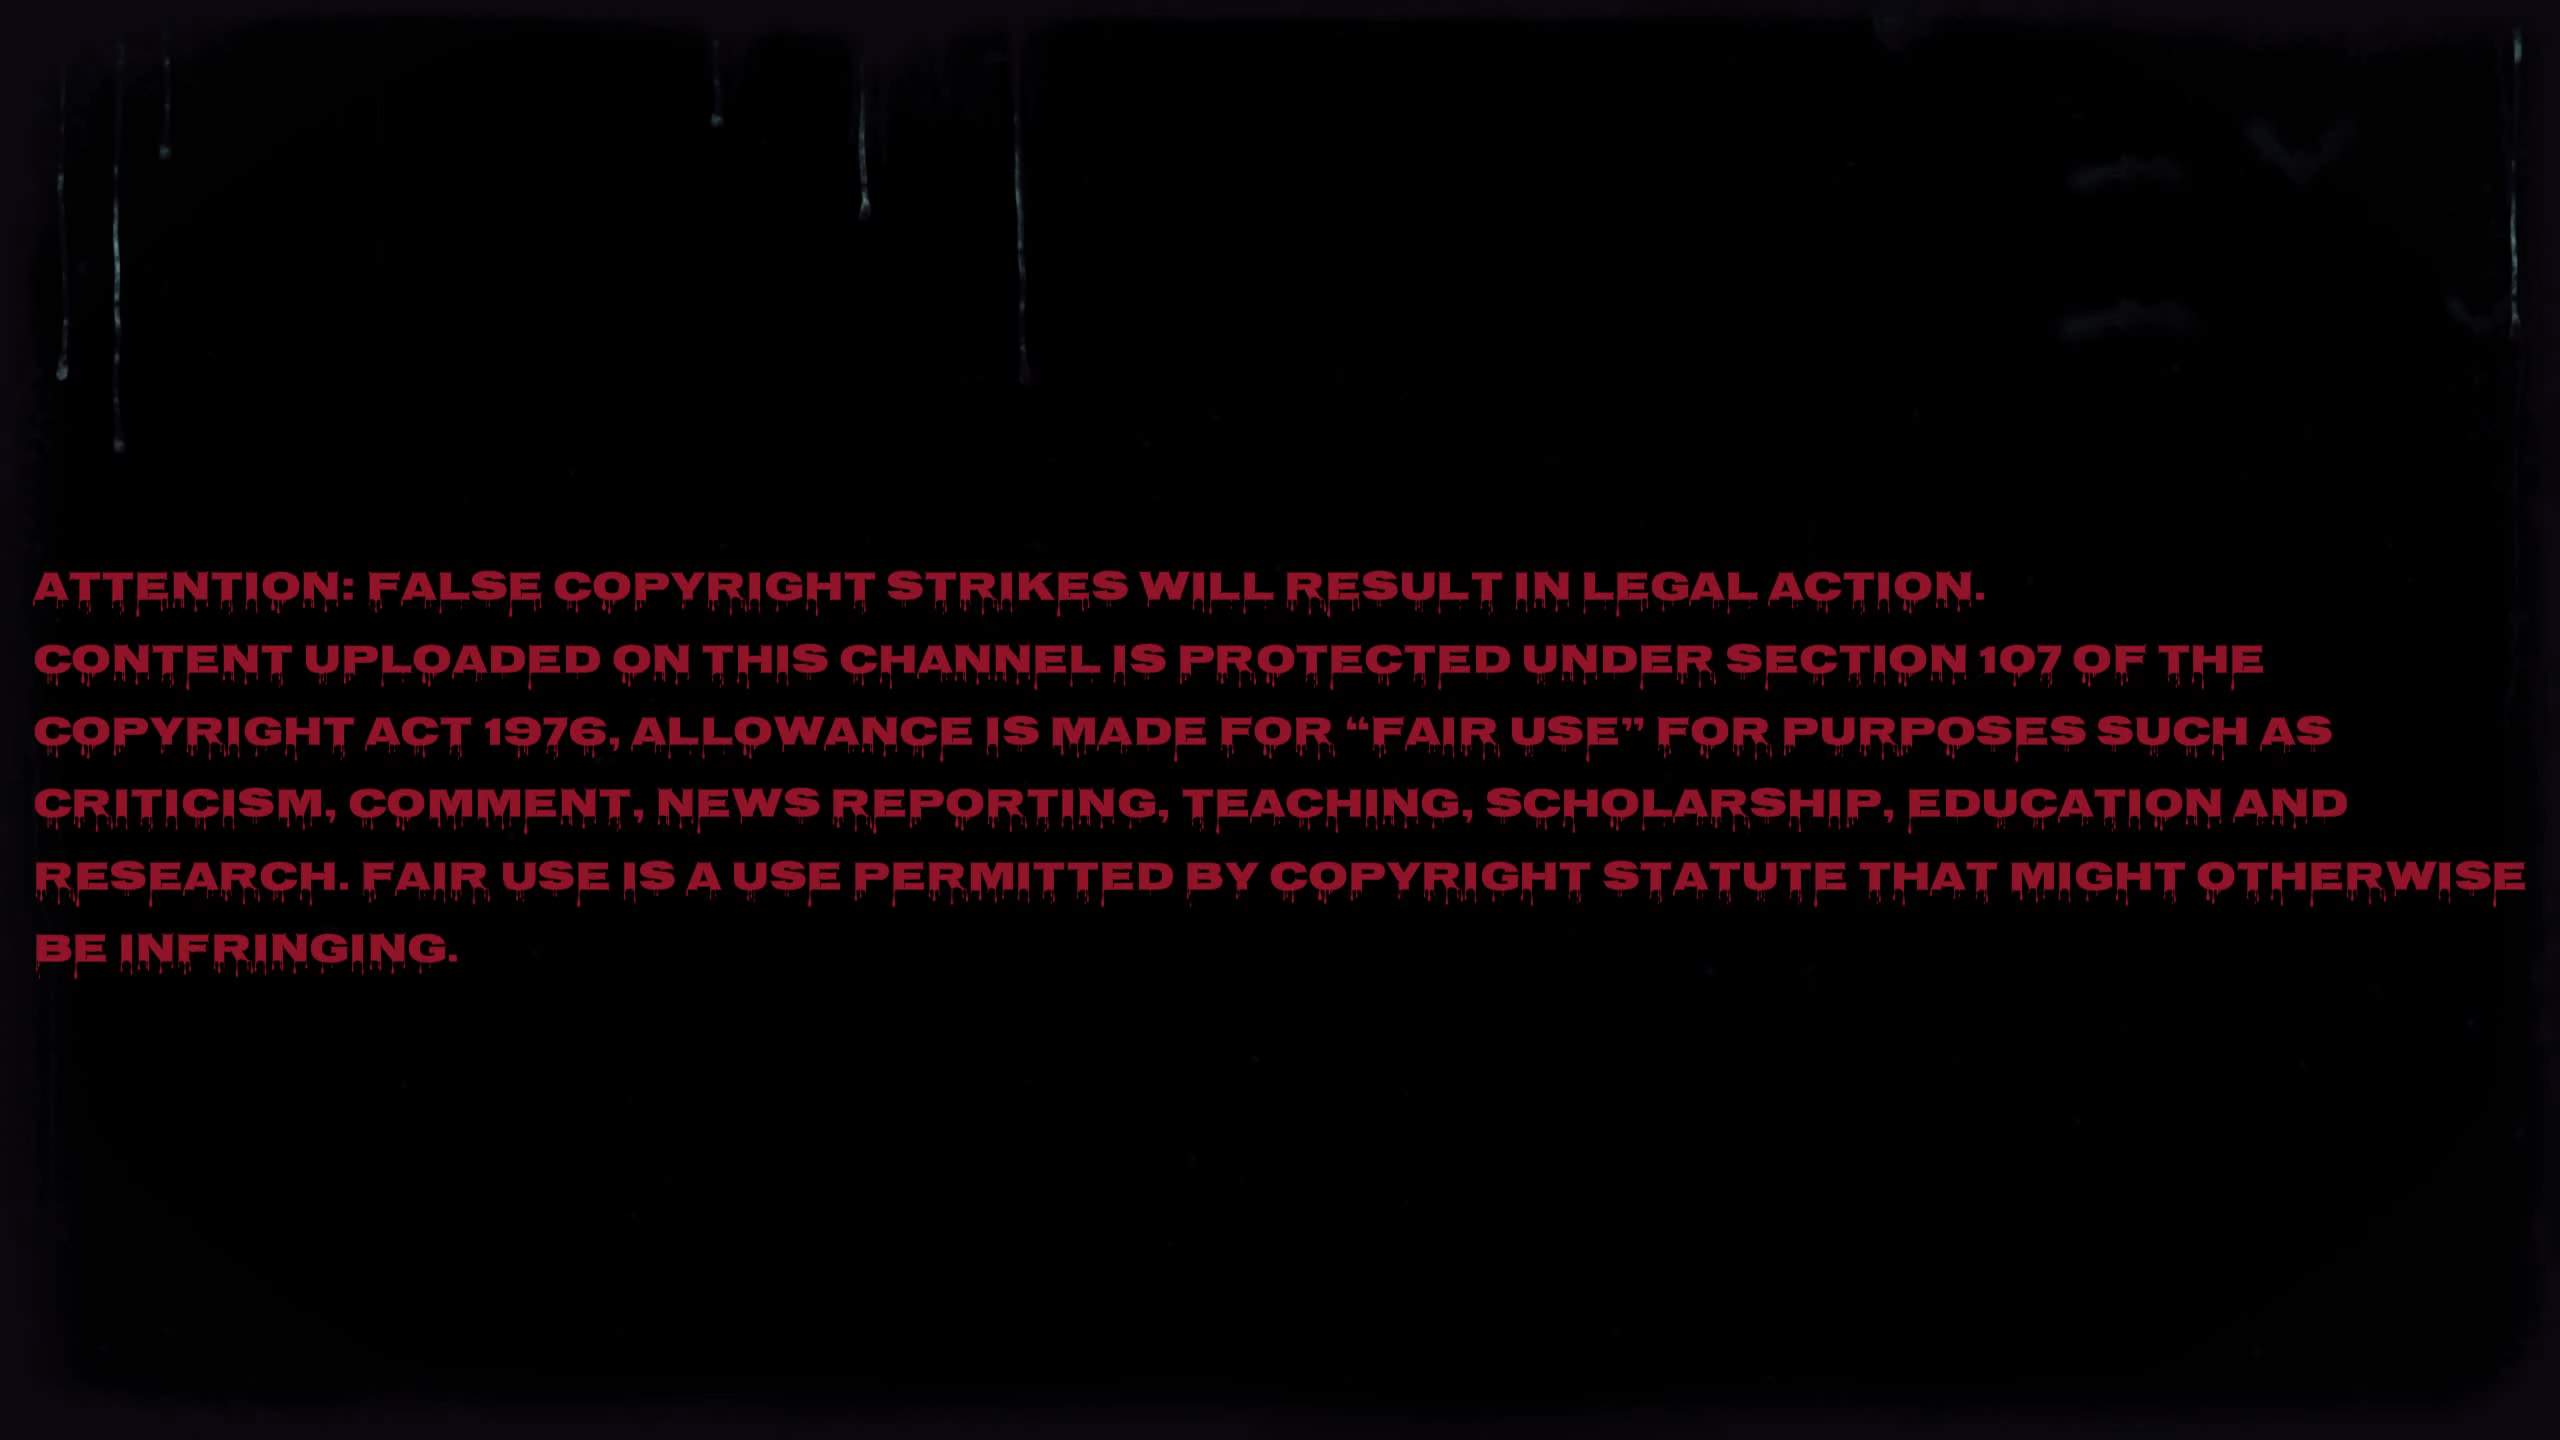 ATTENTION: FALSE COPYRIGHT STRIKES WILL RESULT IN LEGAL ACTION.
CONTENT UPLOADED ON THIS CHANNEL IS PROTECTED UNDER SECTION 107 OF THE
COPYRIGHT ACT 1976, ALLOWANCE IS MADE FOR “FAIR USE” FOR PURPOSES SUCH AS
CRITICISM, COMMENT, NEWS REPORTING, TEACHING, SCHOLARSHIP, EDUCATION AND
RESEARCH. FAIR USE IS A USE PERMITTED BY COPYRIGHT STATUTE THAT MIGHT OTHERWISE
BE INFRINGING.